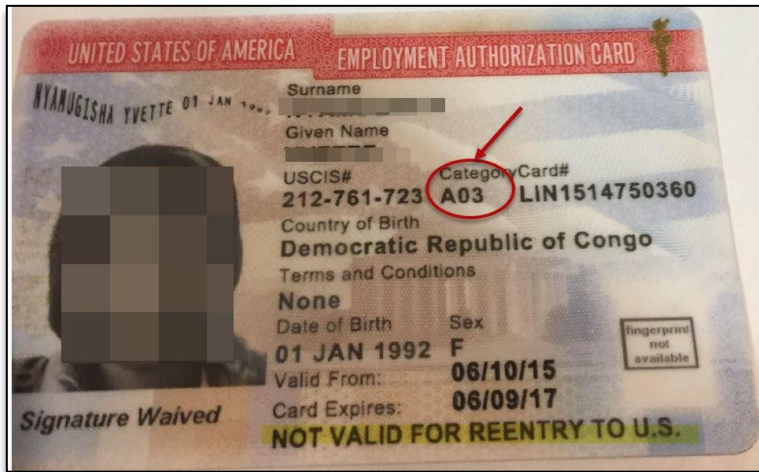 UNITED STATES OF AMERICA EMPLOYMENT AUTHORIZATION CARD
NYAMUGISHA YVETTE 01 JAN
Surname
Given Name
USCIS# Category Card#
212-761-723 A03 LIN1514750360
Country of Birth
Democratic Republic of Congo
Terms and Conditions
None
Date of Birth Sex
01 JAN 1992 F
fingerprint
not
available
Valid From: 06/10/15
Card Expires: 06/09/17
Signature Waived
NOT VALID FOR REENTRY TO U.S.